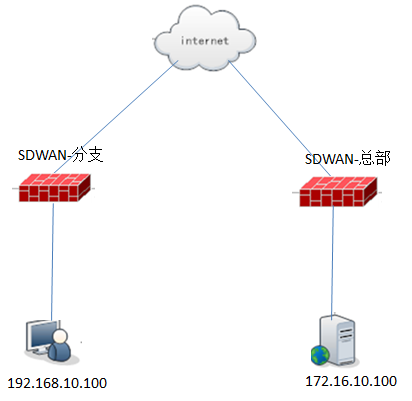 internet
SDWAN-分支
SDWAN-总部
192.168.10.100
172.16.10.100